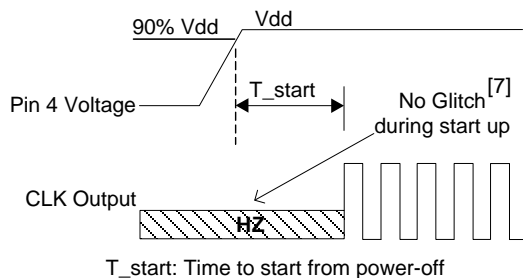 90% Vdd
Vdd
T_start
Pin 4 Voltage
No Glitch [7]
during start up
CLK Output
HZ
T_start: Time to start from power-off